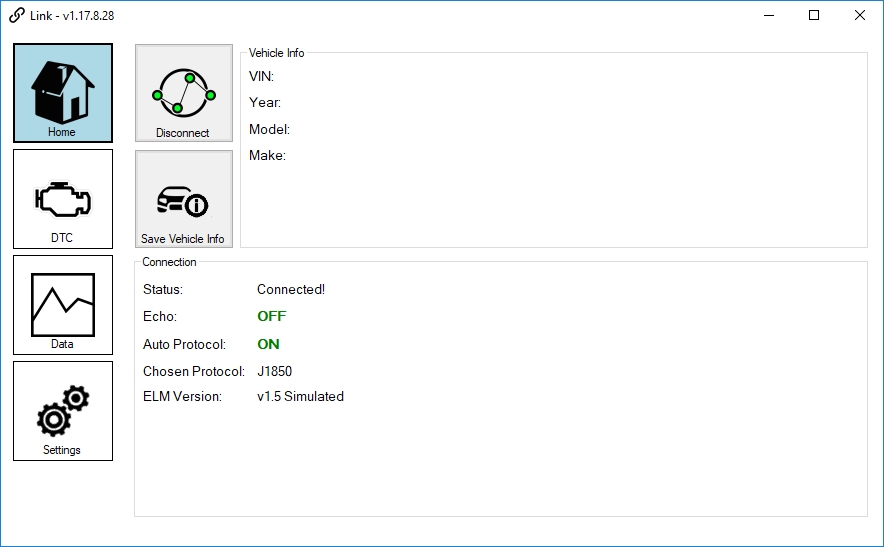 Link - v1.17.8.28
Home
DTC
Data
Settings
Disconnect
Save Vehicle Info
Vehicle Info
VIN:
Year:
Model:
Make:
Connection
Status: Connected!
Echo: OFF
Auto Protocol: ON
Chosen Protocol: J1850
ELM Version: v1.5 Simulated